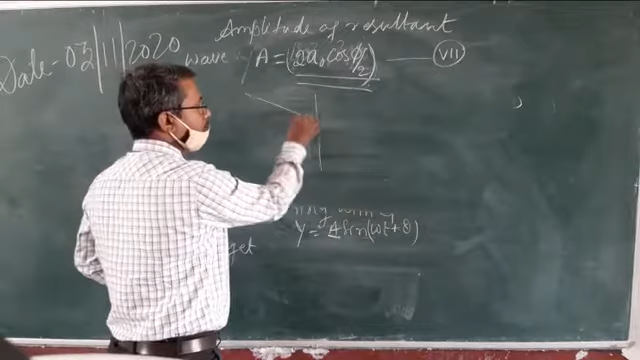 Amplitude of resultant
Date - 03/11/2020 wave, A = (2a₀ cos φ/2) — (VII)
y = A sin(ωt + θ)
get